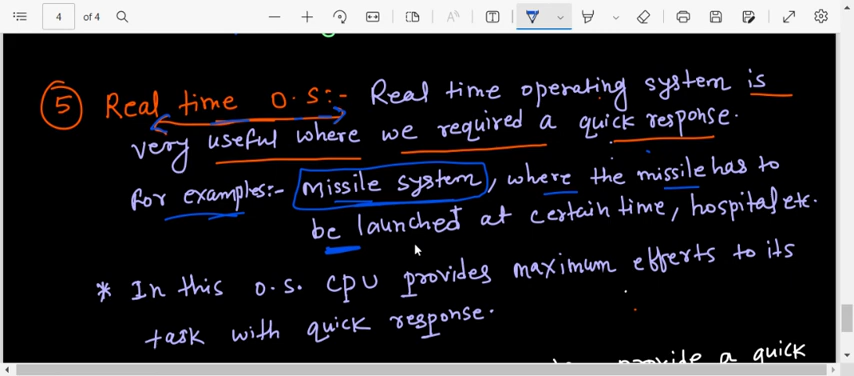 4 of 4
5 Real time O.S:- Real time operating system is
very useful where we required a quick response.
for examples:- Missile system, where the missile has to
be launched at certain time, hospital etc.
* In this O.S. CPU provides maximum efforts to its
task with quick response.
provide a quick